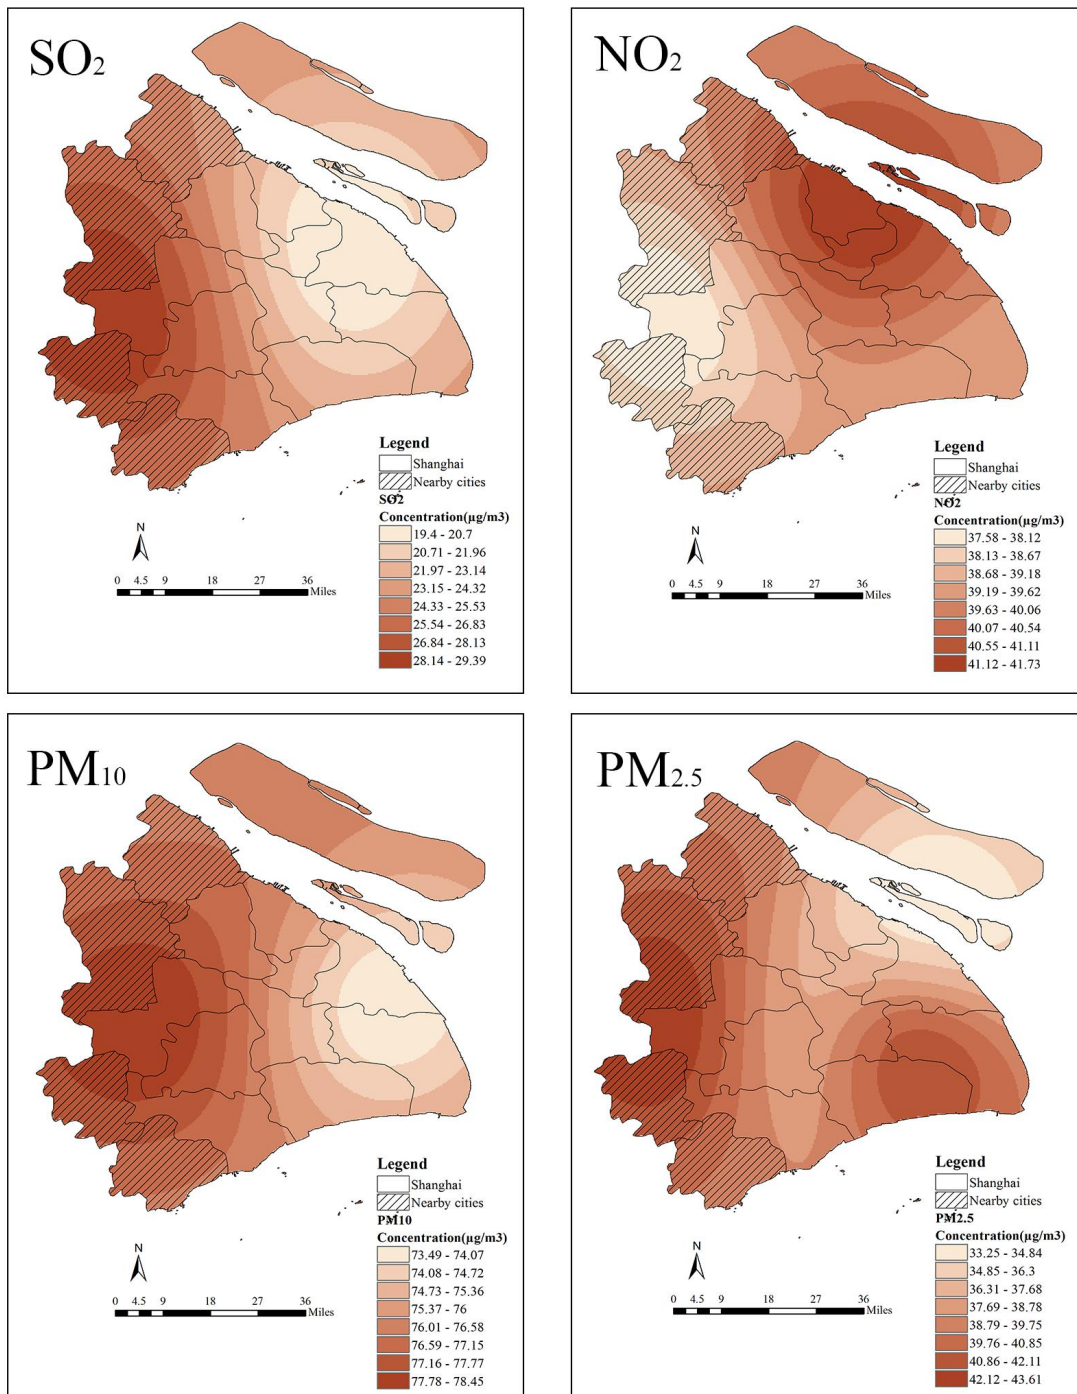 SO2
Legend
Shanghai
Nearby cities
SO2
Concentration(µg/m3)
19.4 - 20.7
20.71 - 21.96
21.97 - 23.14
23.15 - 24.32
24.33 - 25.53
25.54 - 26.83
26.84 - 28.13
28.14 - 29.39
N
0 4.5 9 18 27 36
Miles
NO2
Legend
Shanghai
Nearby cities
NO2
Concentration(µg/m3)
37.58 - 38.12
38.13 - 38.67
38.68 - 39.18
39.19 - 39.62
39.63 - 40.06
40.07 - 40.54
40.55 - 41.11
41.12 - 41.73
N
0 4.5 9 18 27 36
Miles
PM10
Legend
Shanghai
Nearby cities
PM10
Concentration(µg/m3)
73.49 - 74.07
74.08 - 74.72
74.73 - 75.36
75.37 - 76
76.01 - 76.58
76.59 - 77.15
77.16 - 77.77
77.78 - 78.45
N
0 4.5 9 18 27 36
Miles
PM2.5
Legend
Shanghai
Nearby cities
PM2.5
Concentration(µg/m3)
33.25 - 34.84
34.85 - 36.3
36.31 - 37.68
37.69 - 38.78
38.79 - 39.75
39.76 - 40.85
40.86 - 42.11
42.12 - 43.61
N
0 4.5 9 18 27 36
Miles